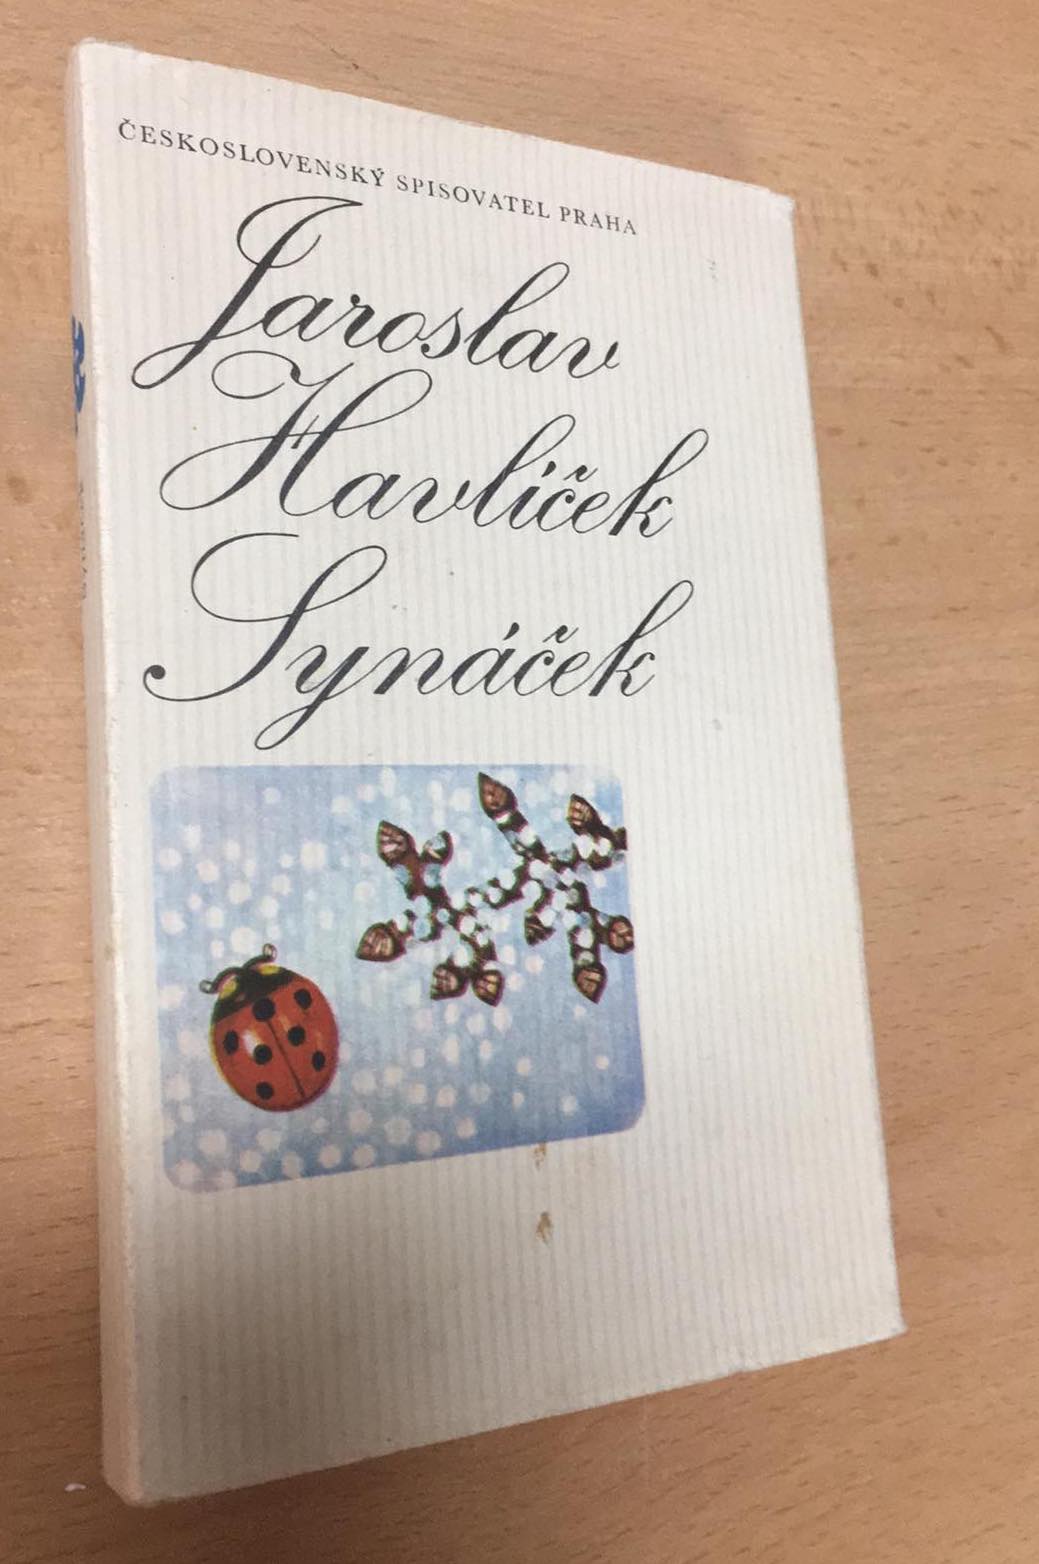 ČESKOSLOVENSKÝ SPISOVATEL PRAHA
Jaroslav
Havlíček
Synáček